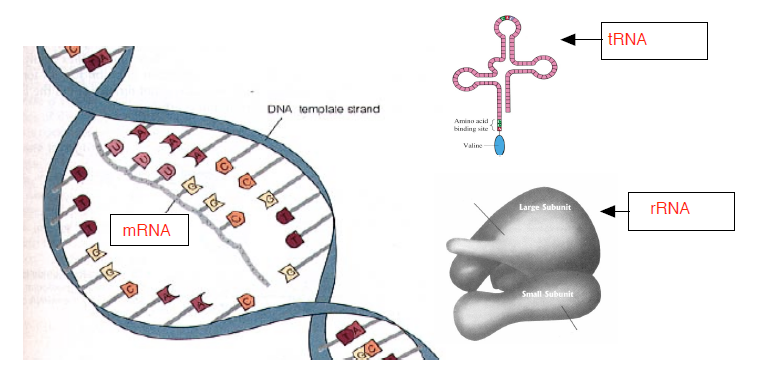 tRNA
DNA template strand
mRNA
Amino acid
binding site
Valine
rRNA
Large Subunit
Small Subunit
T A
A
A
A
U
U
U
C
C
G
G
C
G
T
T
T
T
T
G
G
C
A
A
C
G
T A
C
G C